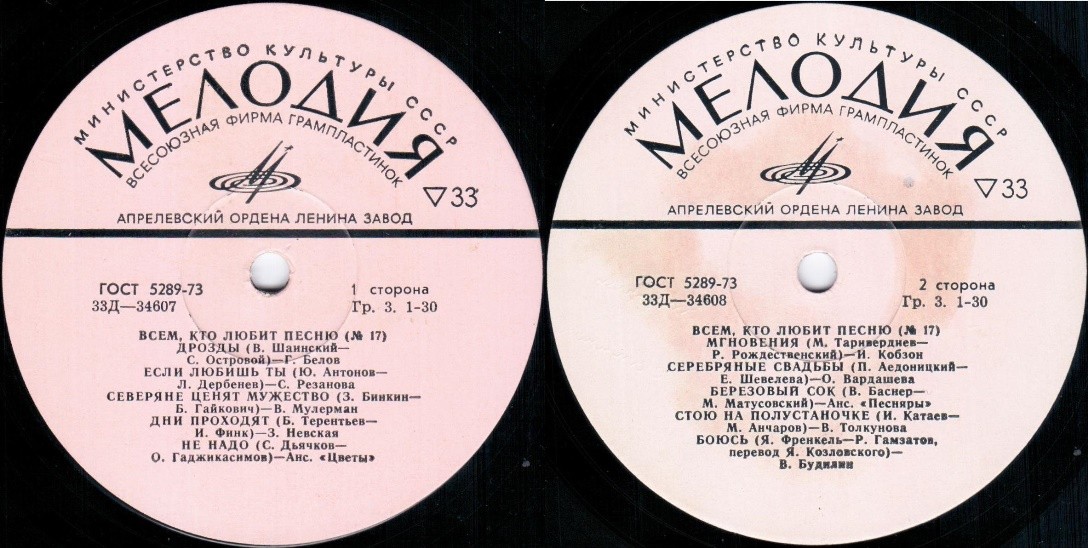 МИНИСТЕРСТВО КУЛЬТУРЫ СССР
МЕЛОДИЯ
ВСЕСОЮЗНАЯ ФИРМА ГРАМПЛАСТИНОК
▽33
АПРЕЛЕВСКИЙ ОРДЕНА ЛЕНИНА ЗАВОД
ГОСТ 5289-73 1 сторона
33Д—34607 Гр. 3. 1-30
ВСЕМ, КТО ЛЮБИТ ПЕСНЮ (№ 17)
ДРОЗДЫ (В. Шаинский—
С. Островой)—Г. Белов
ЕСЛИ ЛЮБИШЬ ТЫ (Ю. Антонов—
Л. Дербенев)—С. Резанова
СЕВЕРЯНЕ ЦЕНЯТ МУЖЕСТВО (З. Бинкин—
Б. Гайкович)—В. Мулерман
ДНИ ПРОХОДЯТ (Б. Терентьев—
И. Финк)—З. Невская
НЕ НАДО (С. Дьячков—
О. Гаджикасимов)—Анс. «Цветы»
МИНИСТЕРСТВО КУЛЬТУРЫ СССР
МЕЛОДИЯ
ВСЕСОЮЗНАЯ ФИРМА ГРАМПЛАСТИНОК
▽33
АПРЕЛЕВСКИЙ ОРДЕНА ЛЕНИНА ЗАВОД
ГОСТ 5289-73 2 сторона
33Д—34608 Гр. 3. 1-30
ВСЕМ, КТО ЛЮБИТ ПЕСНЮ (№ 17)
МГНОВЕНИЯ (М. Таривердиев—
Р. Рождественский)—И. Кобзон
СЕРЕБРЯНЫЕ СВАДЬБЫ (П. Аедоницкий—
Е. Шевелева)—О. Вардашева
БЕРЕЗОВЫЙ СОК (В. Баснер—
М. Матусовский)—Анс. «Песняры»
СТОЮ НА ПОЛУСТАНОЧКЕ (И. Катаев—
М. Анчаров)—В. Толкунова
БОЮСЬ (Я. Френкель—Р. Гамзатов,
перевод Я. Козловского)—
В. Будилин